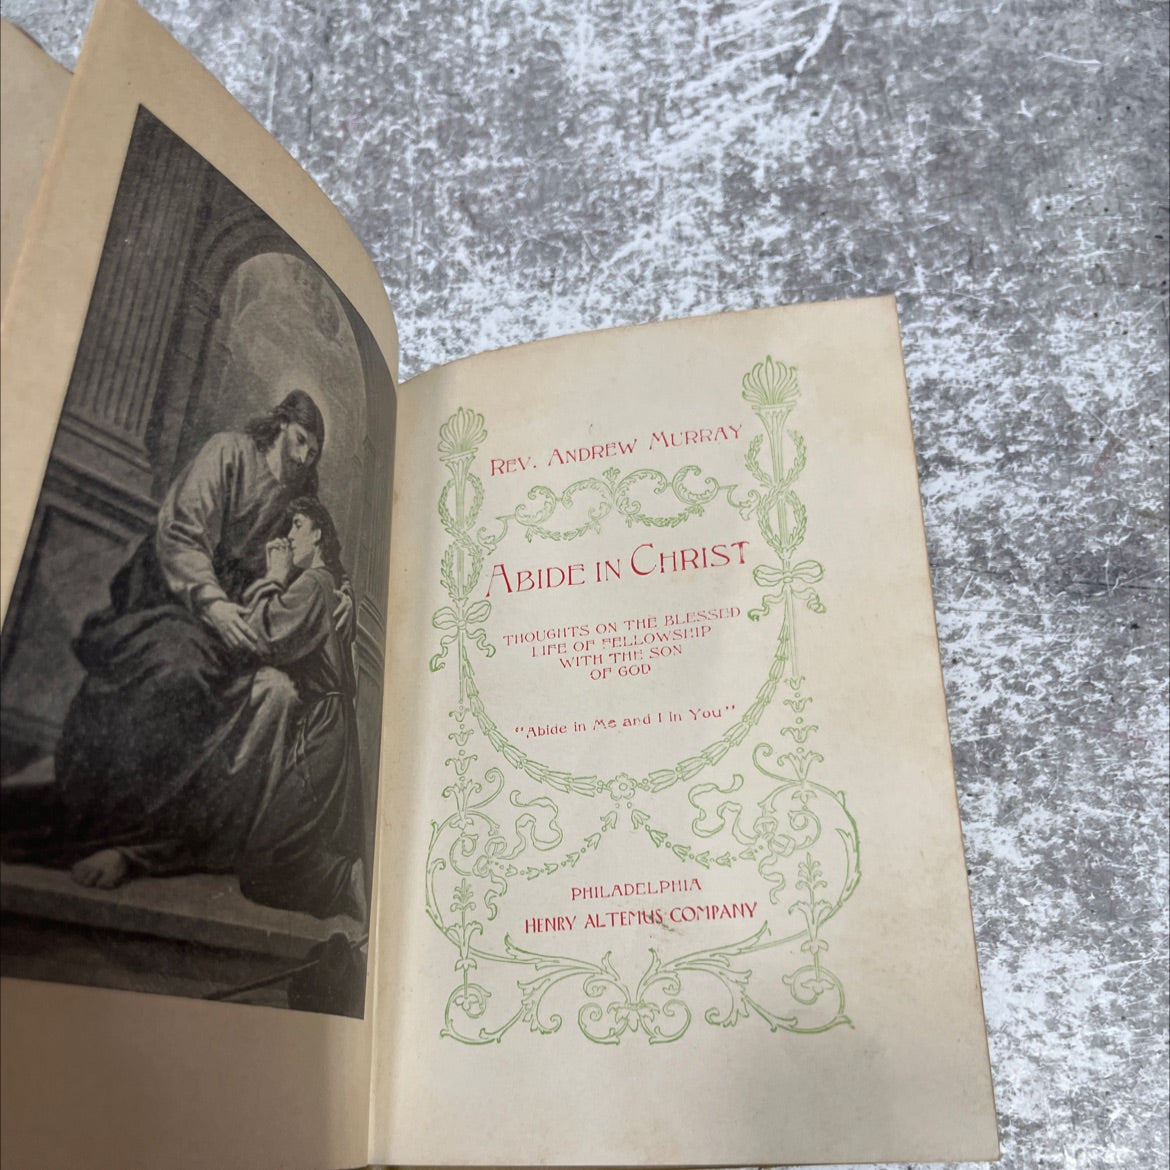 REV. ANDREW MURRAY
ABIDE IN CHRIST
THOUGHTS ON THE BLESSED
LIFE OF FELLOWSHIP
WITH THE SON
OF GOD
"Abide in Me and I in You"
PHILADELPHIA
HENRY ALTEMUS COMPANY